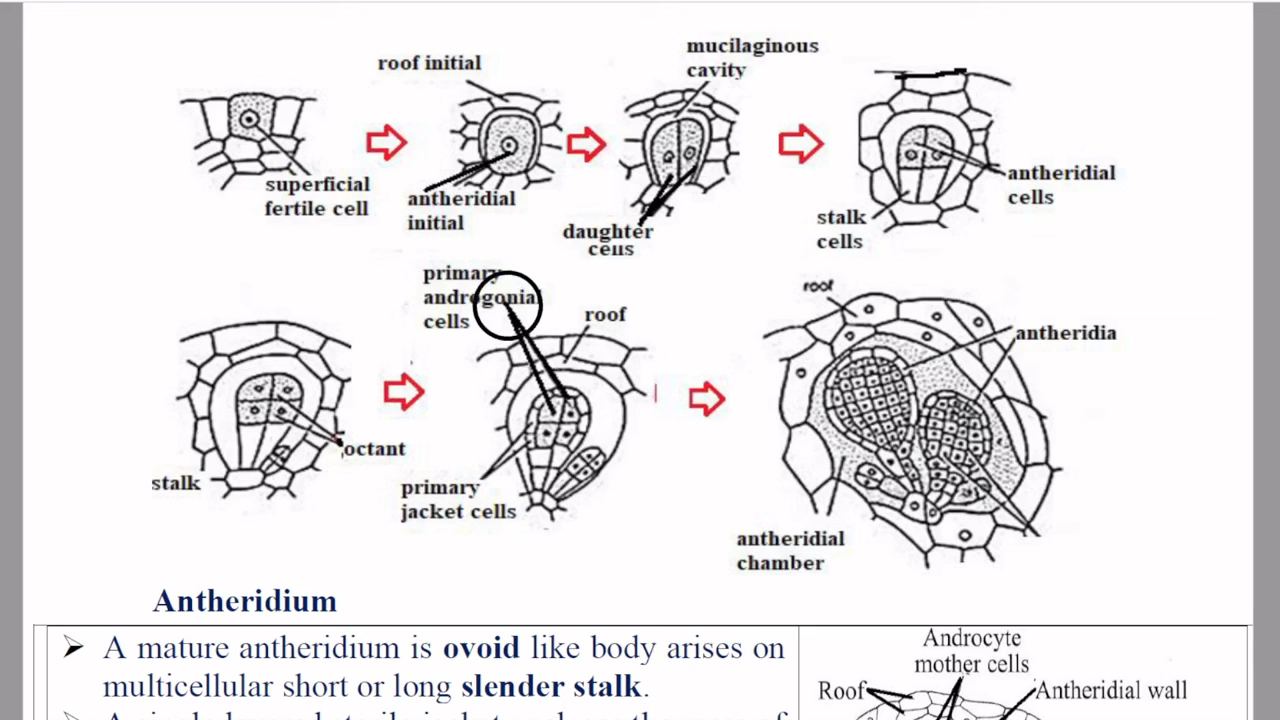 mucilaginous
cavity
roof initial
superficial
fertile cell
antheridial
initial
daughter
cells
stalk
cells
antheridial
cells
primary
androgonial
cells
roof
roof
antheridia
octant
stalk
primary
jacket cells
antheridial
chamber
Antheridium
➢ A mature antheridium is ovoid like body arises on
multicellular short or long slender stalk.
Androcyte
mother cells
Roof
Antheridial wall